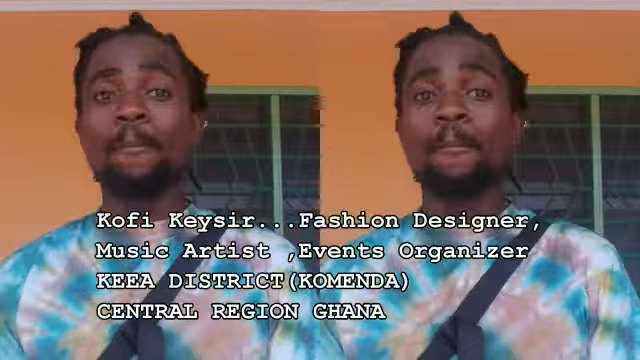 Kofi Keysir...Fashion Designer,
Music Artist ,Events Organizer
KEEA DISTRICT(KOMENDA)
CENTRAL REGION GHANA